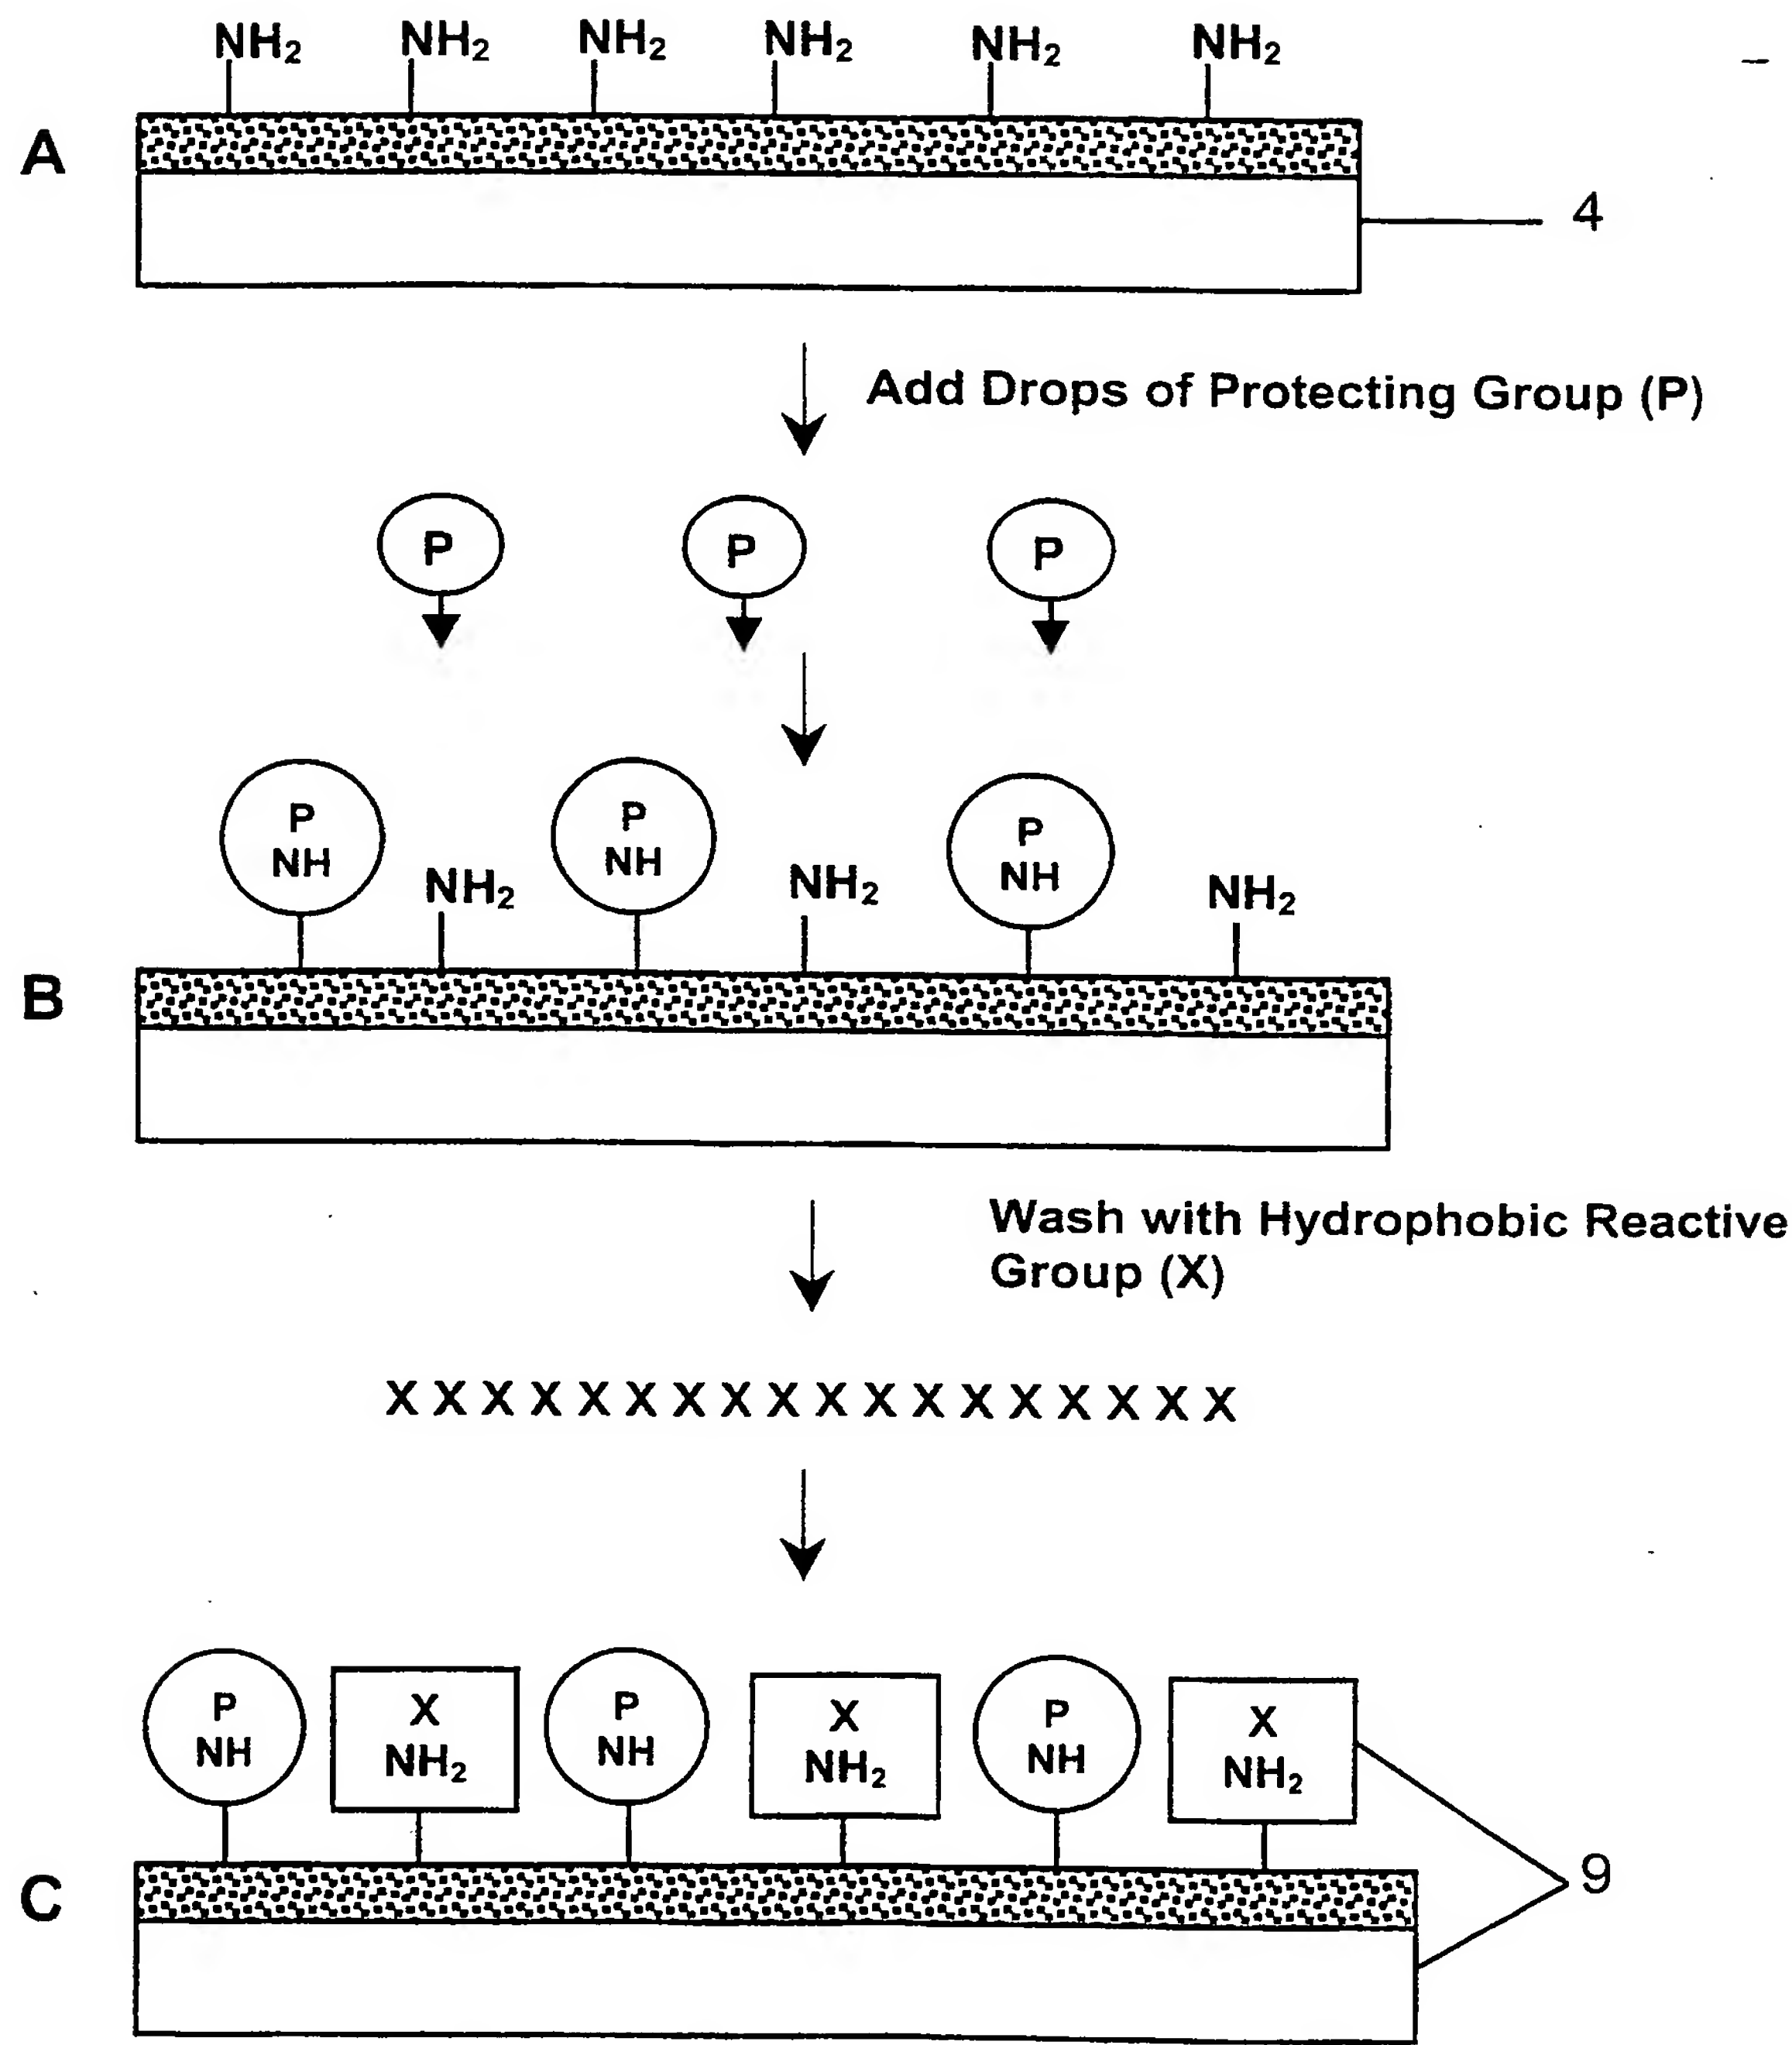 NH₂ NH₂ NH₂ NH₂ NH₂ NH₂
A
4
Add Drops of Protecting Group (P)
P P P
P P P
NH NH NH
NH₂ NH₂ NH₂
B
Wash with Hydrophobic Reactive
Group (X)
X X X X X X X X X X X X X X X X X X
P X P X P X
NH NH₂ NH NH₂ NH NH₂
C
9